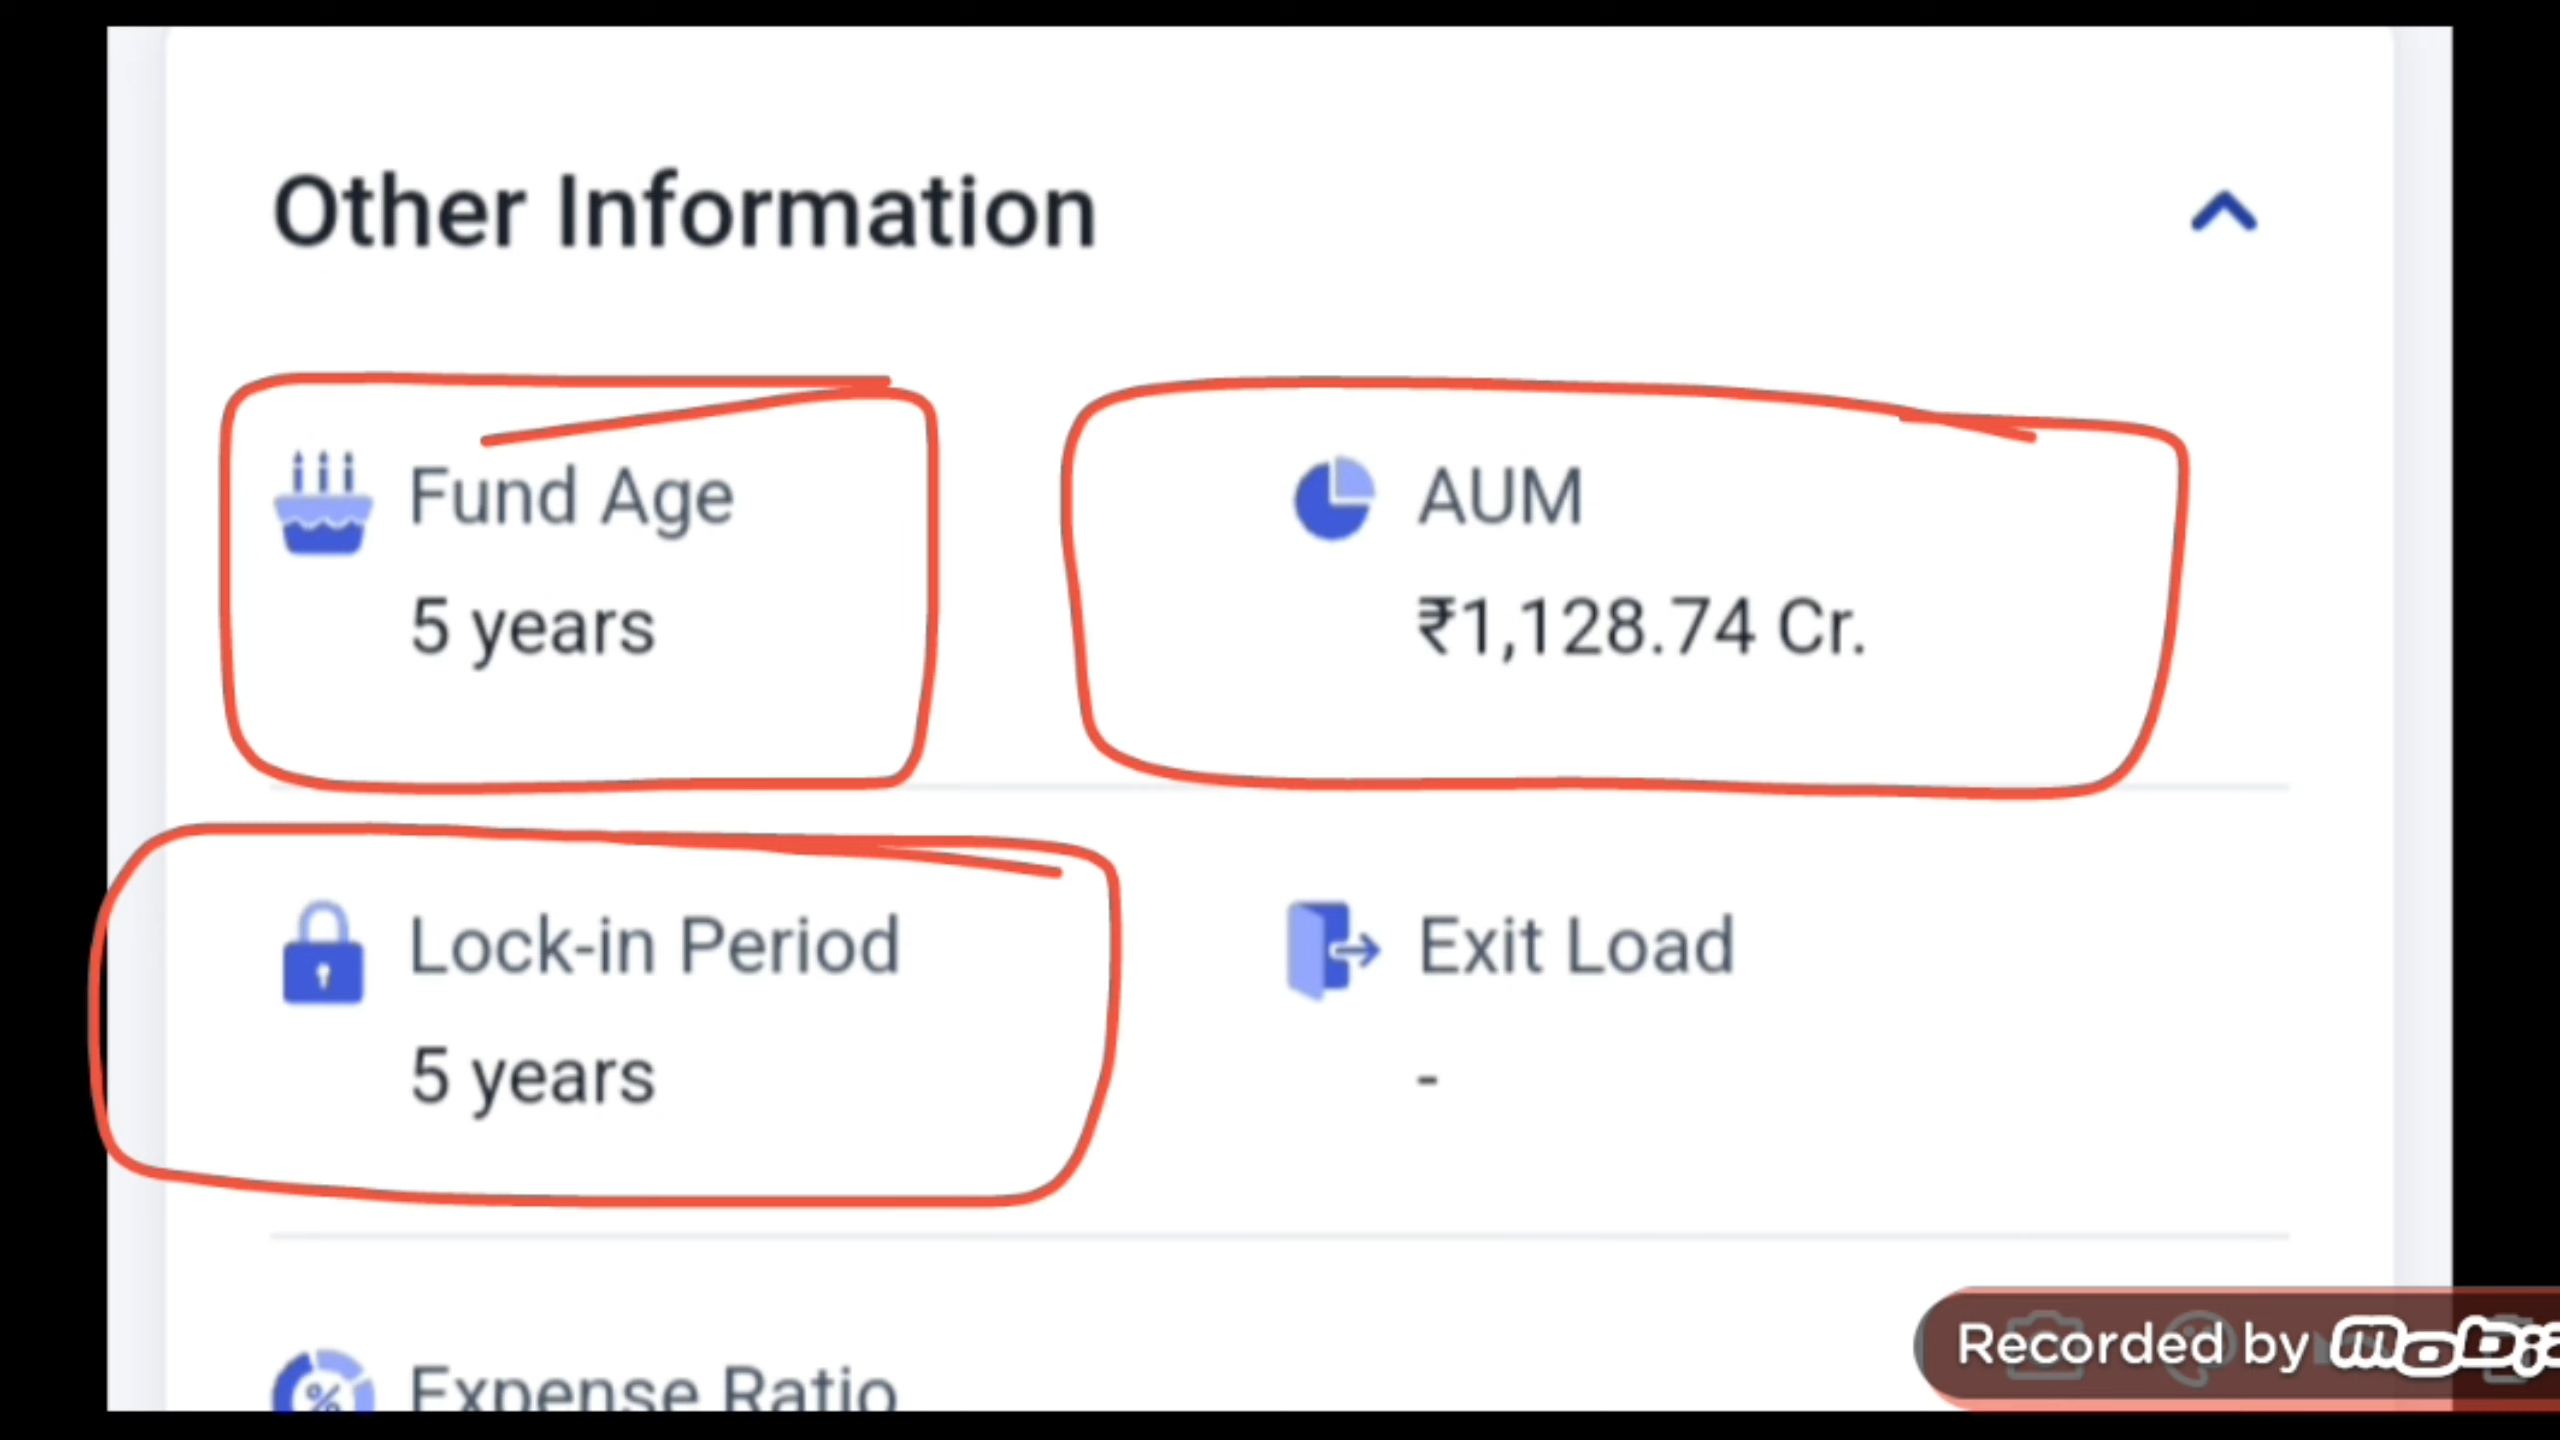 Other Information
Fund Age
AUM
5 years
₹1,128.74 Cr.
Lock-in Period
Exit Load
5 years
-
Expense Ratio
Recorded by